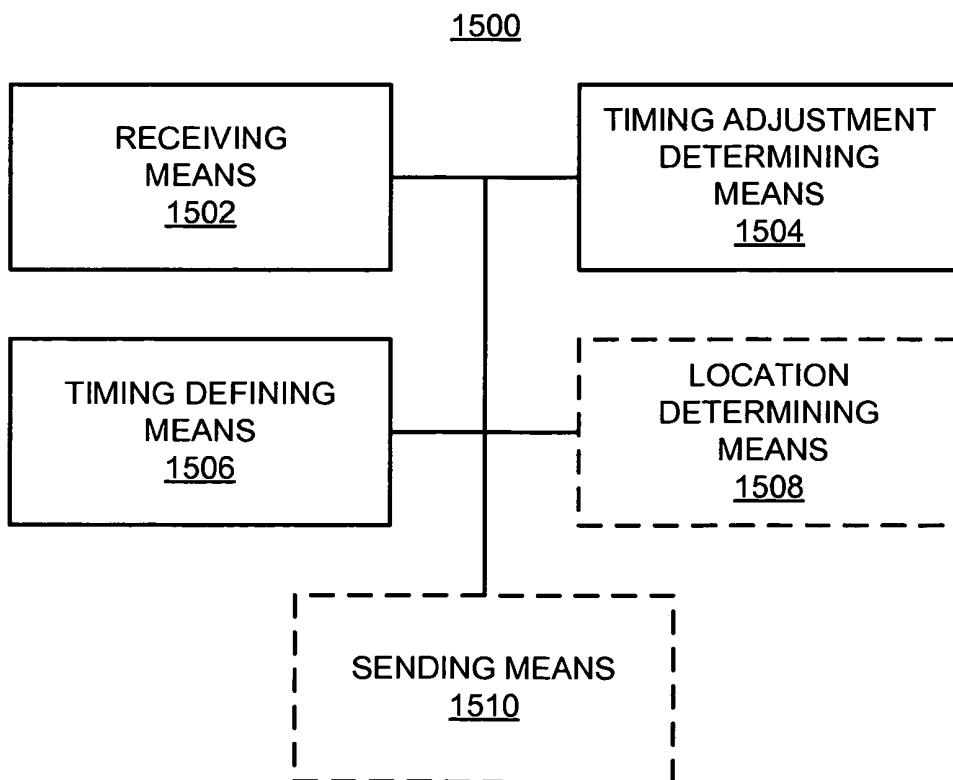 1500
RECEIVING
MEANS
1502
TIMING ADJUSTMENT
DETERMINING
MEANS
1504
TIMING DEFINING
MEANS
1506
LOCATION
DETERMINING
MEANS
1508
SENDING MEANS
1510